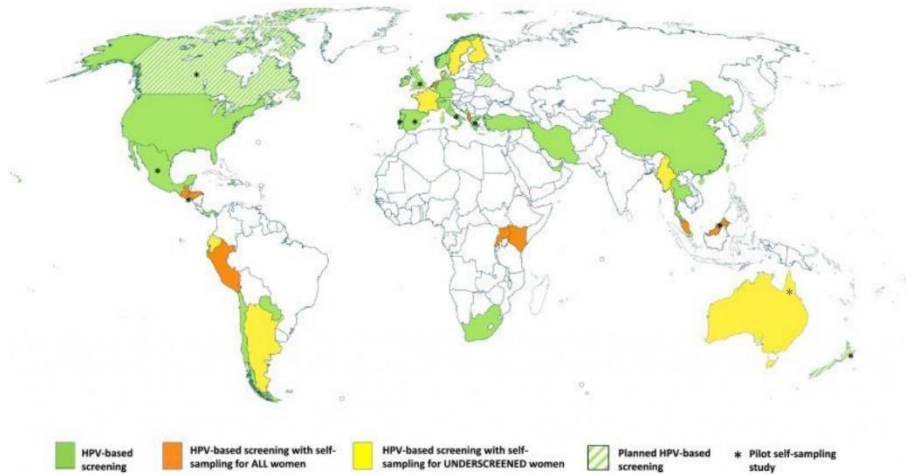 HPV-based
screening
HPV-based screening with self-
sampling for ALL women
HPV-based screening with self-
sampling for UNDERSCREENED women
Planned HPV-based
screening
* Pilot self-sampling
study